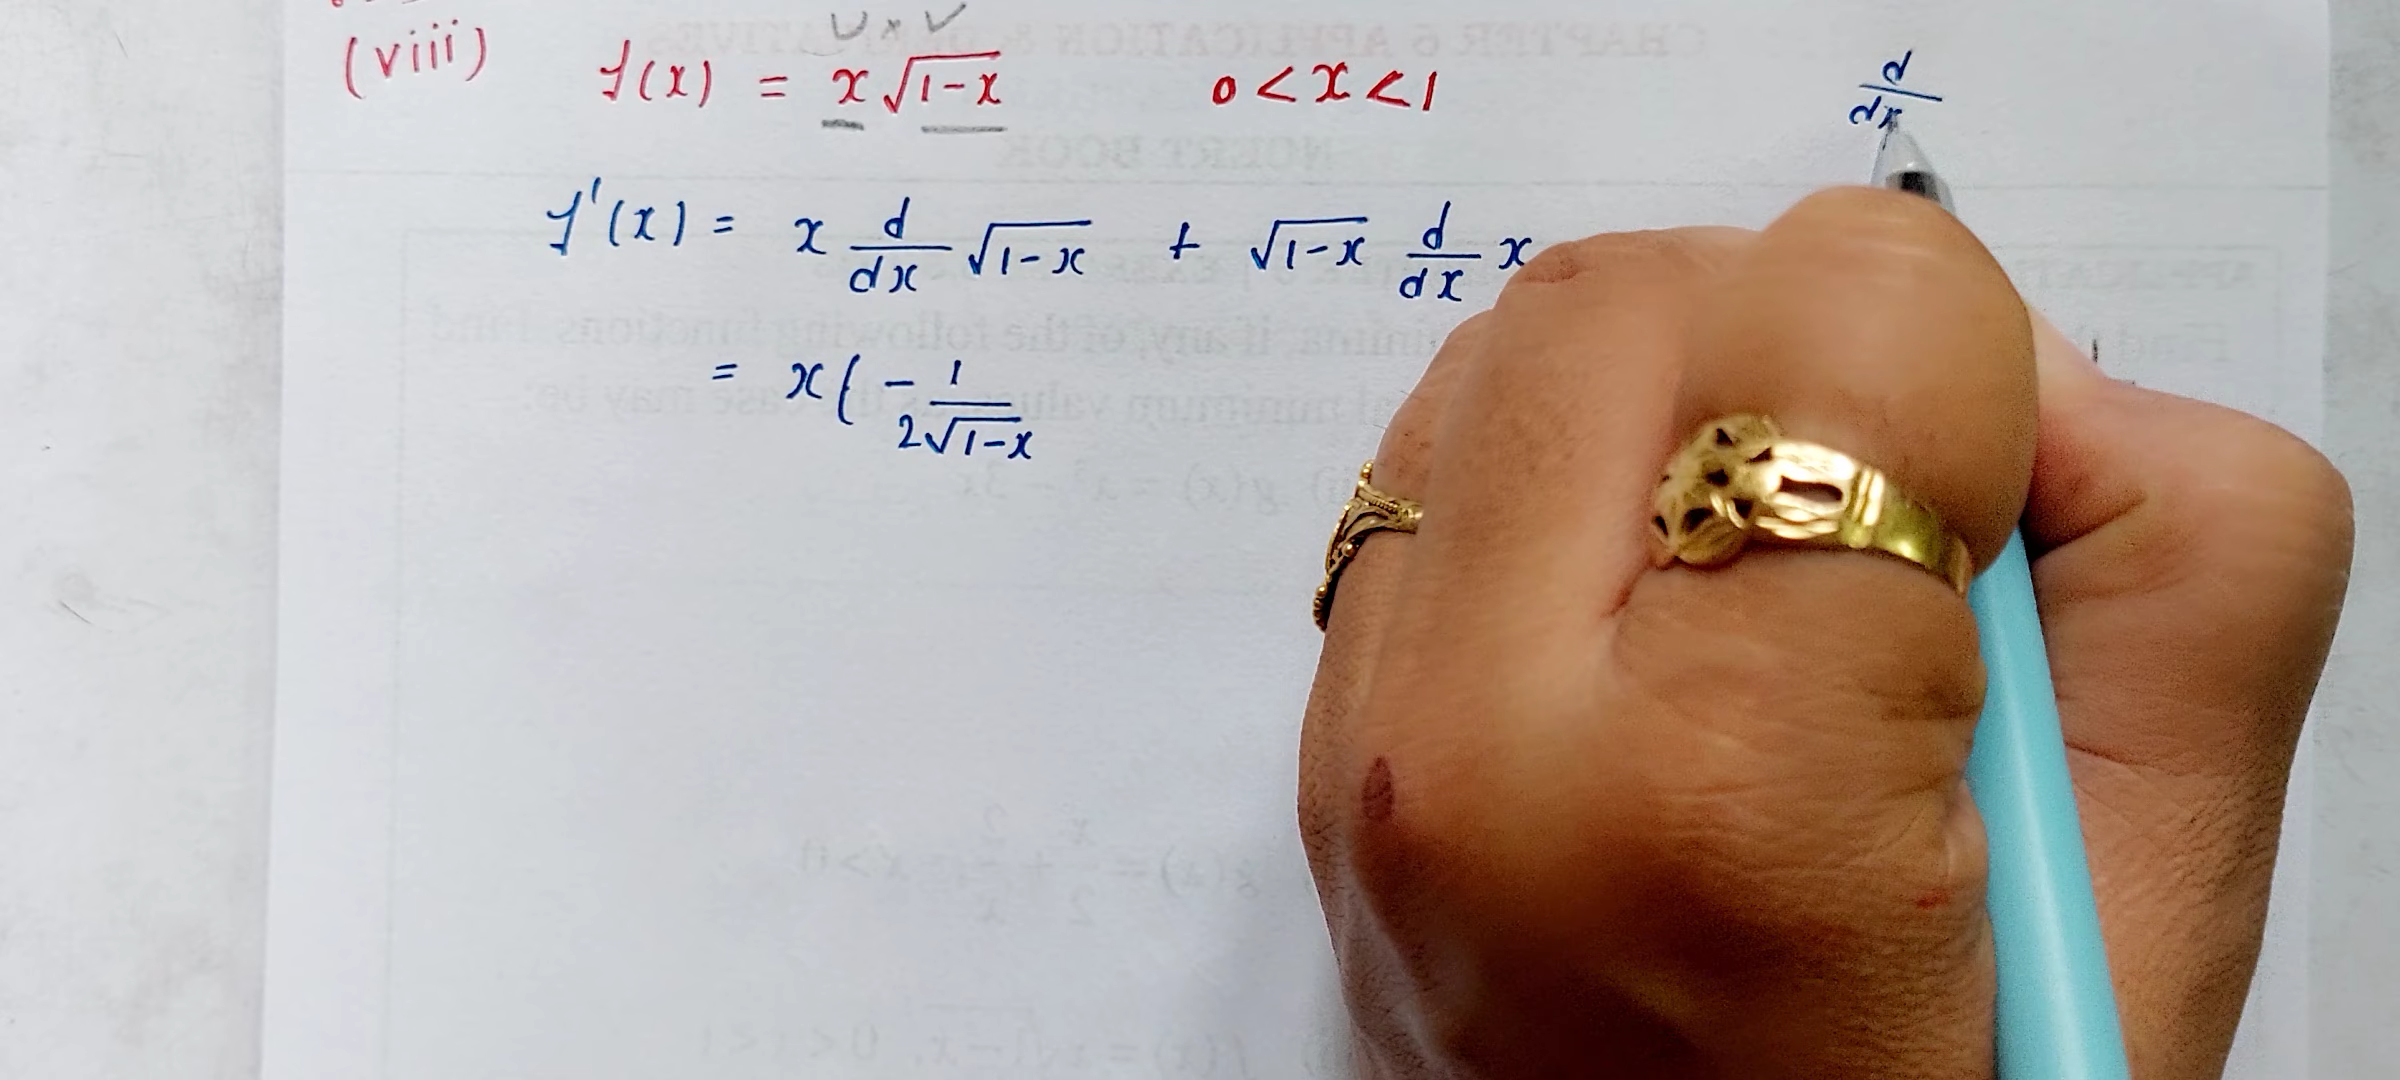 U × V
(viii) f(x) = x √1-x 0 < x < 1
d/dx
f'(x) = x d/dx √1-x + √1-x d/dx x
= x ( - 1/2√1-x